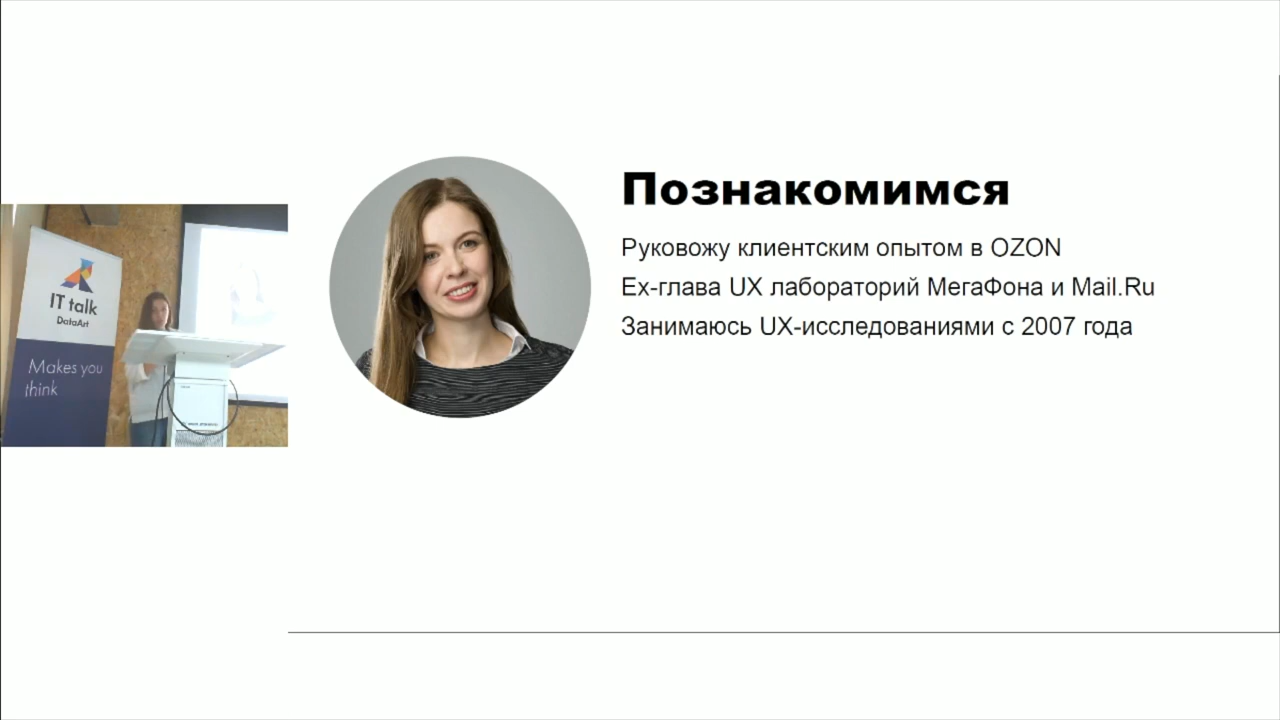 Познакомимся
Руковожу клиентским опытом в OZON
Ex-глава UX лабораторий МегаФона и Mail.Ru
Занимаюсь UX-исследованиями с 2007 года
IT talk
DataArt
Makes you
think